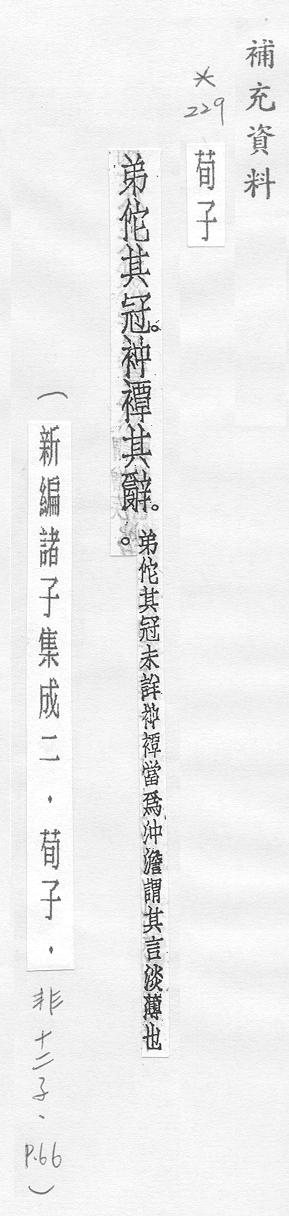 補充資料
*229 荀子
弟佗其冠。衶禫其辭。弟佗其冠未詳衶禫當為沖澹謂其言淡薄也。
(新編諸子集成二.荀子.非十二子、P.66)